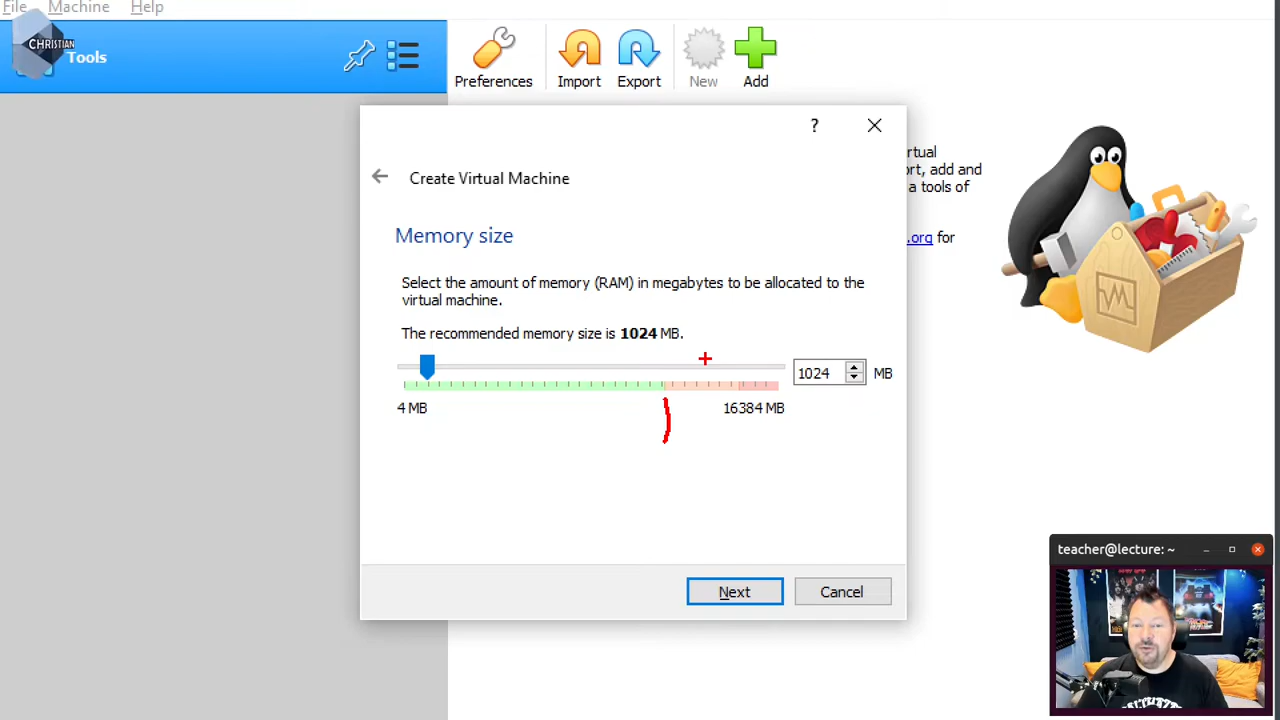 File Machine Help
CHRISTIAN
Tools
Preferences Import Export New Add
? 
Create Virtual Machine
rtual
ort, add and
a tools of
.org for
Memory size
Select the amount of memory (RAM) in megabytes to be allocated to the
virtual machine.
The recommended memory size is 1024 MB.
1024 MB
4 MB 16384 MB
Next Cancel
teacher@lecture: ~